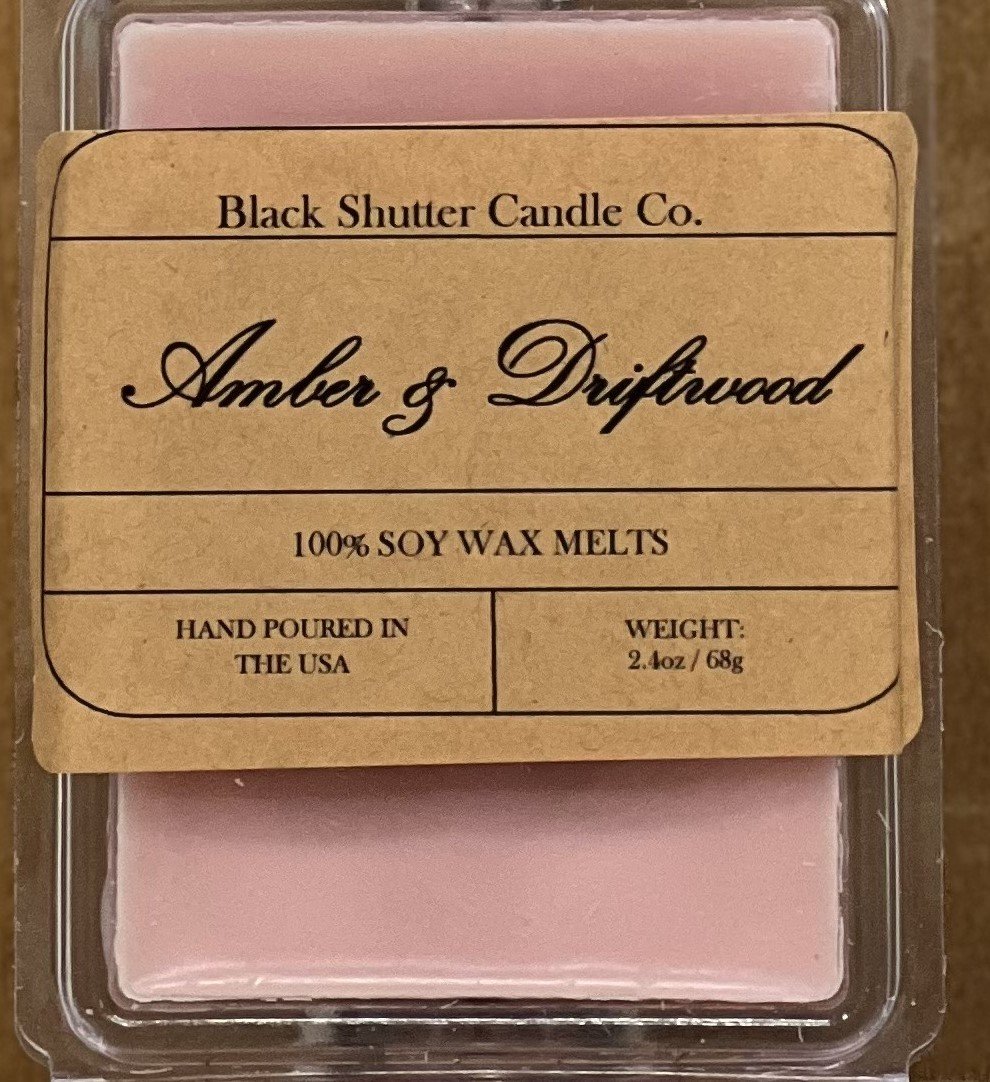 Black Shutter Candle Co.
Amber & Driftwood
100% SOY WAX MELTS
HAND POURED IN
THE USA
WEIGHT:
2.4oz / 68g